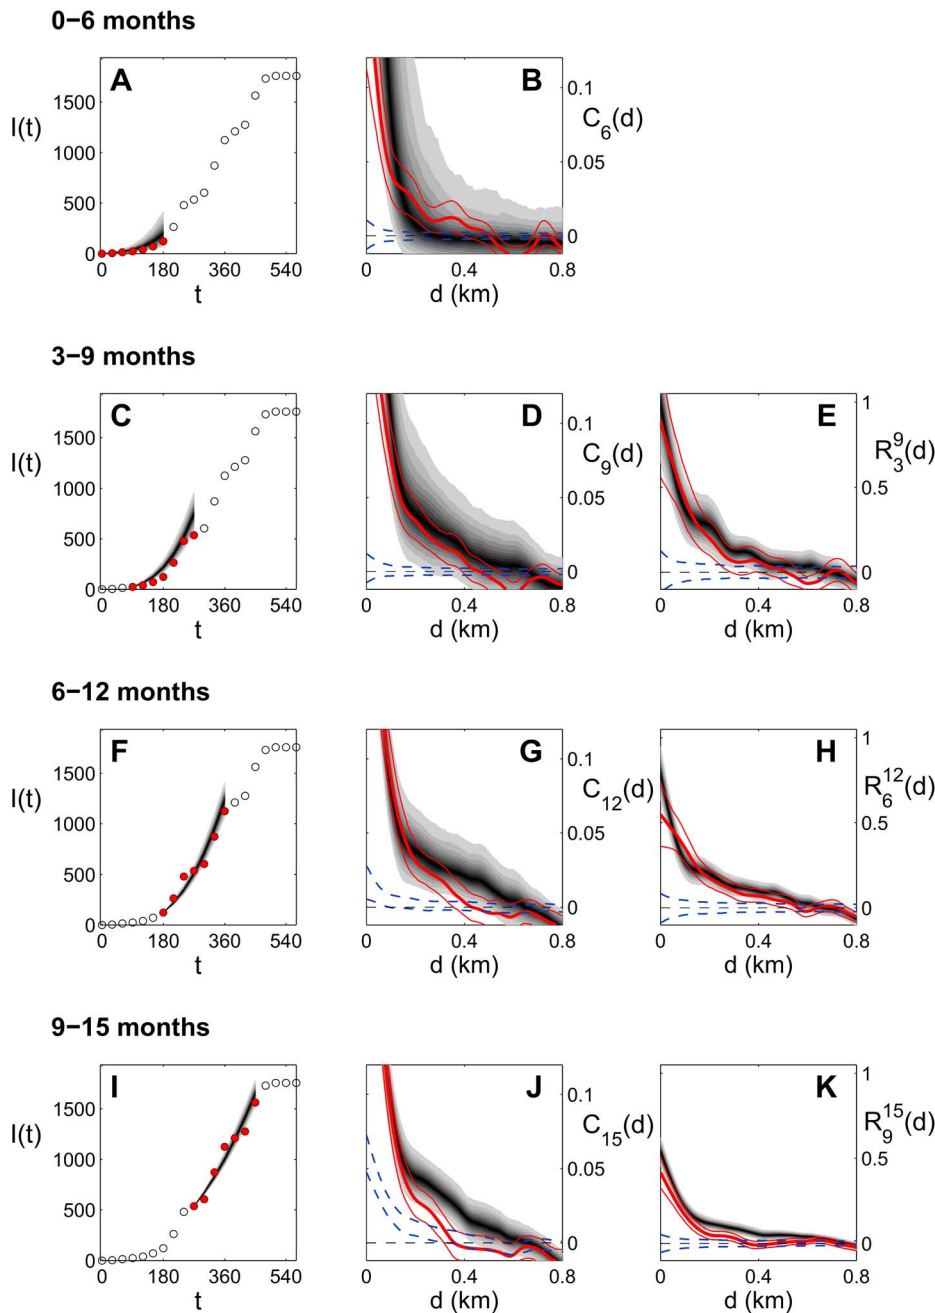 0−6 months
A
I(t)
1500
1000
500
0
0 180 360 540
t
B
C6(d)
0.1
0.05
0
0 0.4 0.8
d (km)
3−9 months
C
I(t)
1500
1000
500
0
0 180 360 540
t
D
C9(d)
0.1
0.05
0
0 0.4 0.8
d (km)
E
R39(d)
1
0.5
0
0 0.4 0.8
d (km)
6−12 months
F
I(t)
1500
1000
500
0
0 180 360 540
t
G
C12(d)
0.1
0.05
0
0 0.4 0.8
d (km)
H
R612(d)
1
0.5
0
0 0.4 0.8
d (km)
9−15 months
I
I(t)
1500
1000
500
0
0 180 360 540
t
J
C15(d)
0.1
0.05
0
0 0.4 0.8
d (km)
K
R915(d)
1
0.5
0
0 0.4 0.8
d (km)